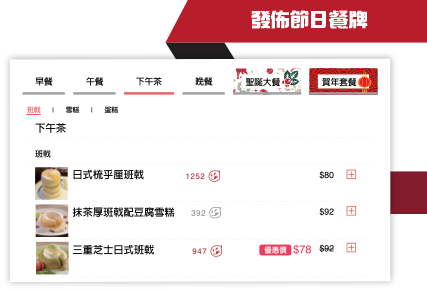 發佈節日餐牌
早餐 午餐 下午茶 晚餐 聖誕大餐 賀年套餐
班戟 | 雪糕 | 蛋糕
下午茶
班戟
日式梳乎厘班戟 1252 $80
抹茶厚班戟配豆腐雪糕 392 $92
三重芝士日式班戟 947 優惠價 $78 $92